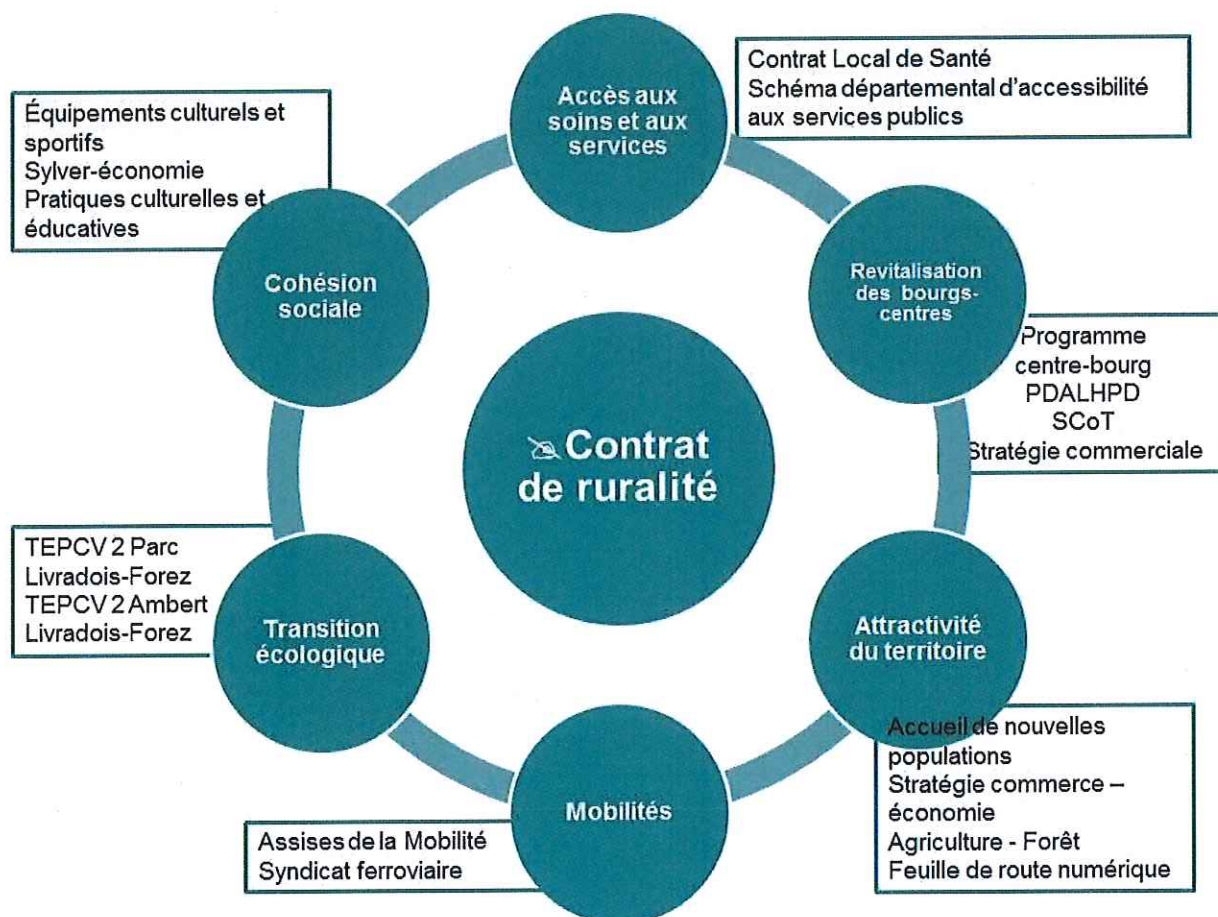 Accès aux
soins et aux
services
Contrat Local de Santé
Schéma départemental d'accessibilité
aux services publics
Revitalisation
des bourgs-
centres
Programme
centre-bourg
PDALHPD
SCoT
Stratégie commerciale
Attractivité
du territoire
Accueil de nouvelles
populations
Stratégie commerce –
économie
Agriculture - Forêt
Feuille de route numérique
Mobilités
Assises de la Mobilité
Syndicat ferroviaire
Transition
écologique
TEPCV 2 Parc
Livradois-Forez
TEPCV 2 Ambert
Livradois-Forez
Cohésion
sociale
Équipements culturels et
sportifs
Sylver-économie
Pratiques culturelles et
éducatives
Contrat
de ruralité